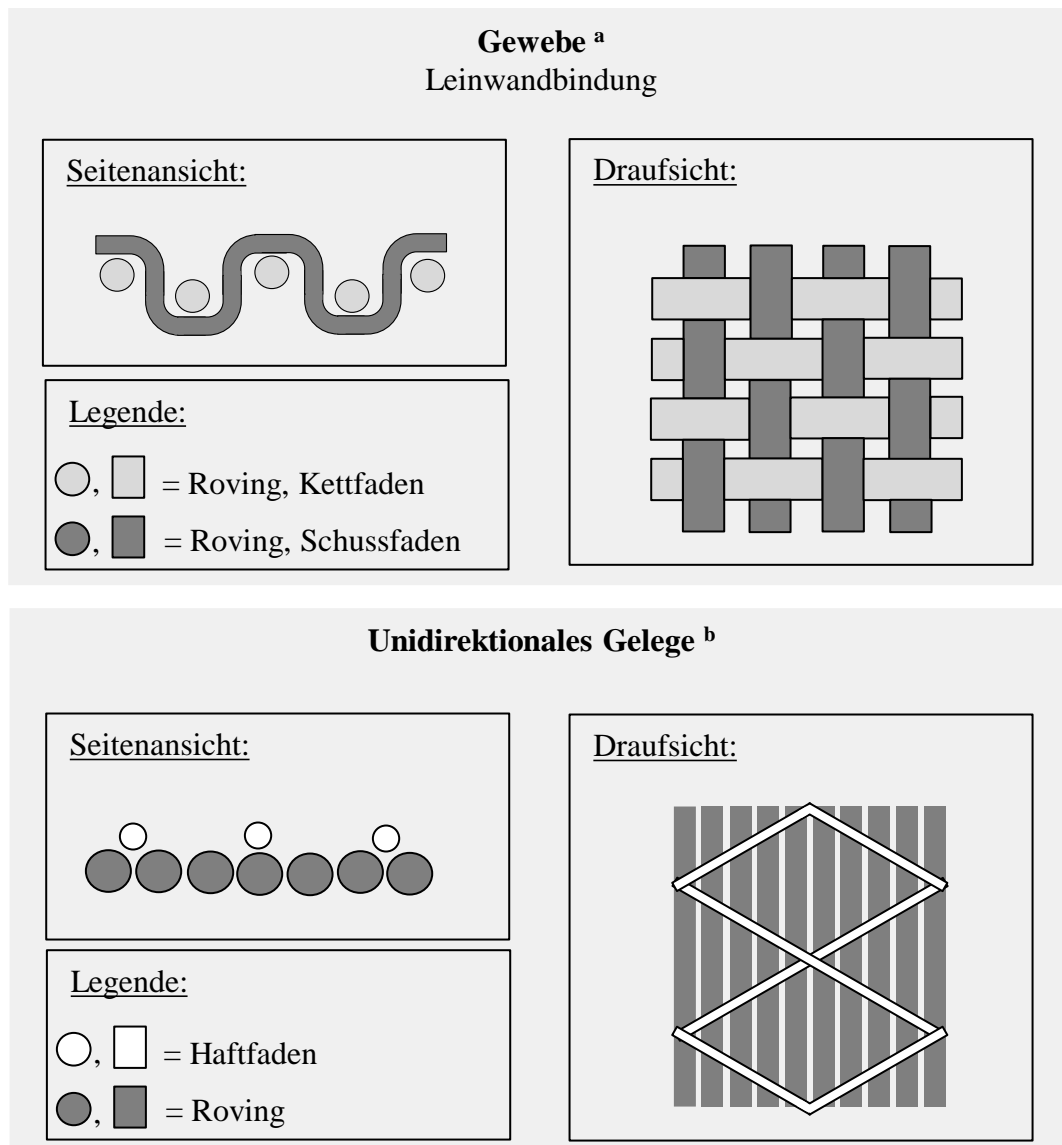 Gewebe ᵃ
Leinwandbindung
Seitenansicht:
Draufsicht:
Legende:
, = Roving, Kettfaden
, = Roving, Schussfaden
Unidirektionales Gelege ᵇ
Seitenansicht:
Draufsicht:
Legende:
, = Haftfaden
, = Roving